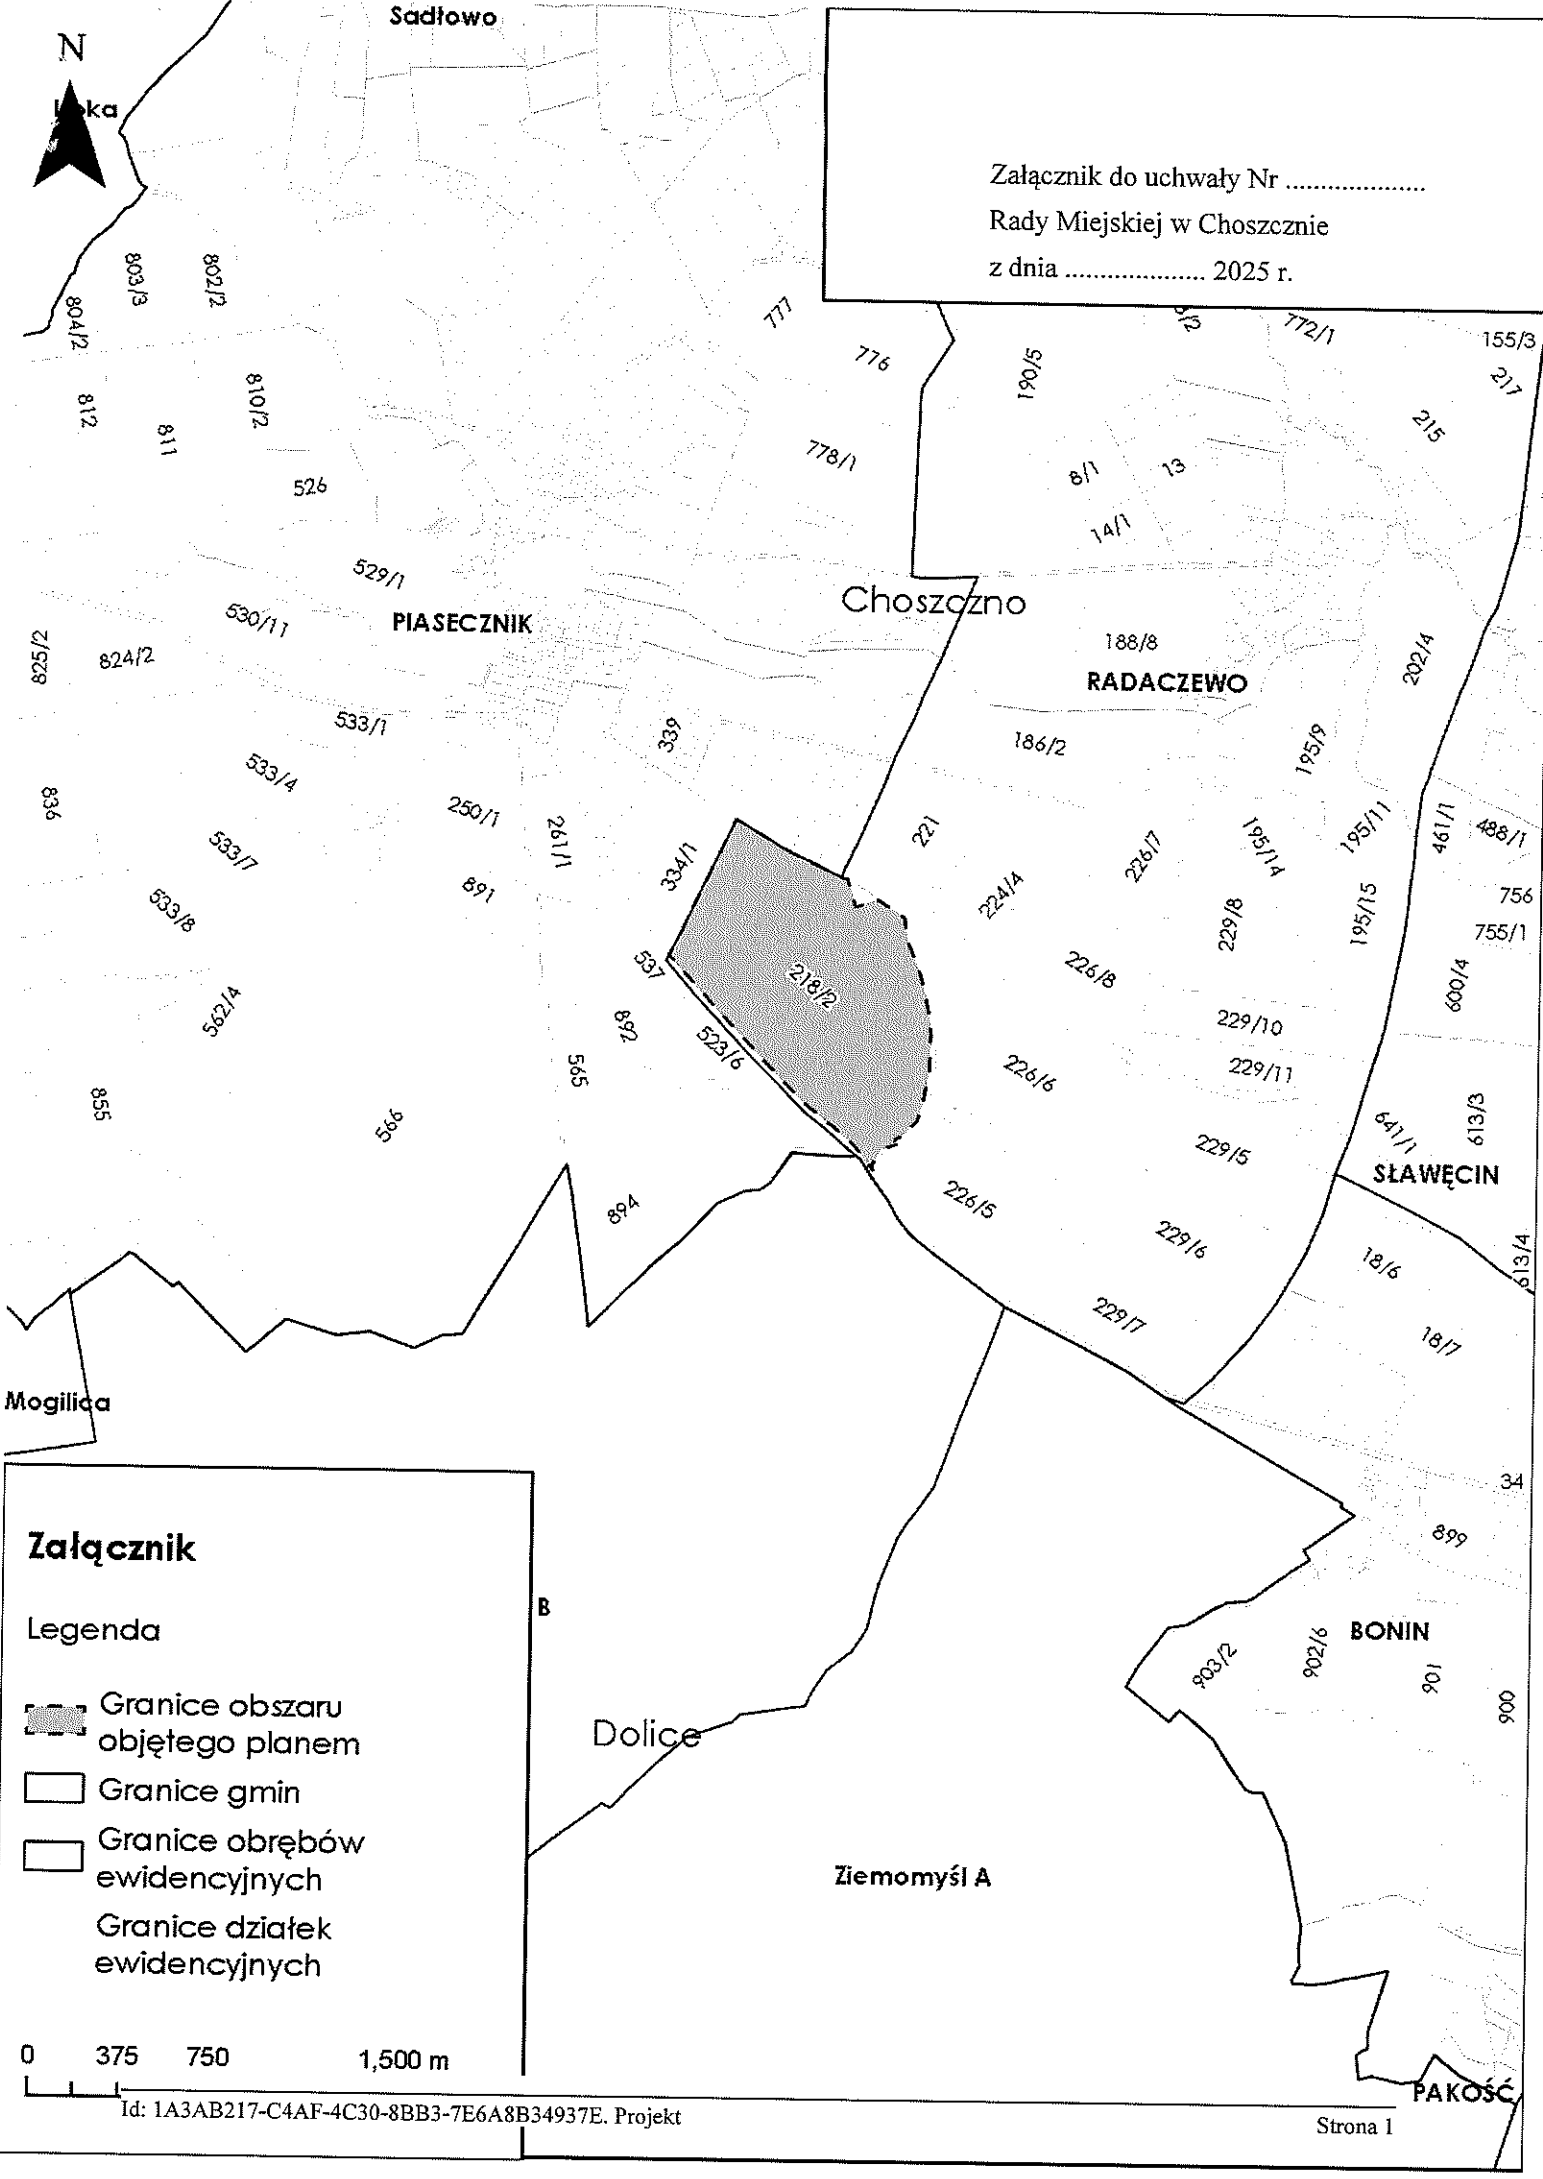 Sadłowo
N
Załącznik do uchwały Nr ....................
Rady Miejskiej w Choszcznie
z dnia .................... 2025 r.
803/3
802/2
804/2
777
772/1
155/3
776
190/5
217
812
811
810/2
215
778/1
8/1
13
526
14/1
529/1
Choszczno
530/11
PIASECZNIK
825/2
824/2
188/8
202/4
RADACZEWO
533/1
339
186/2
195/9
533/4
836
250/1
261/1
221
195/11
461/1
488/1
533/7
334/1
226/7
195/14
891
224/4
756
533/8
229/8
195/15
755/1
537
218/2
226/8
600/4
562/4
892
229/10
523/6
565
226/6
229/11
855
566
641/1
613/3
229/5
SŁAWĘCIN
894
226/5
229/6
613/4
18/6
229/7
18/7
Mogilica
34
899
Załącznik
B
Legenda
BONIN
903/2
902/6
901
900
Granice obszaru
objętego planem
Dolice
Granice gmin
Granice obrębów
ewidencyjnych
Ziemomyśl A
Granice działek
ewidencyjnych
0 375 750 1,500 m
PAKOŚĆ
Id: 1A3AB217-C4AF-4C30-8BB3-7E6A8B34937E. Projekt
Strona 1